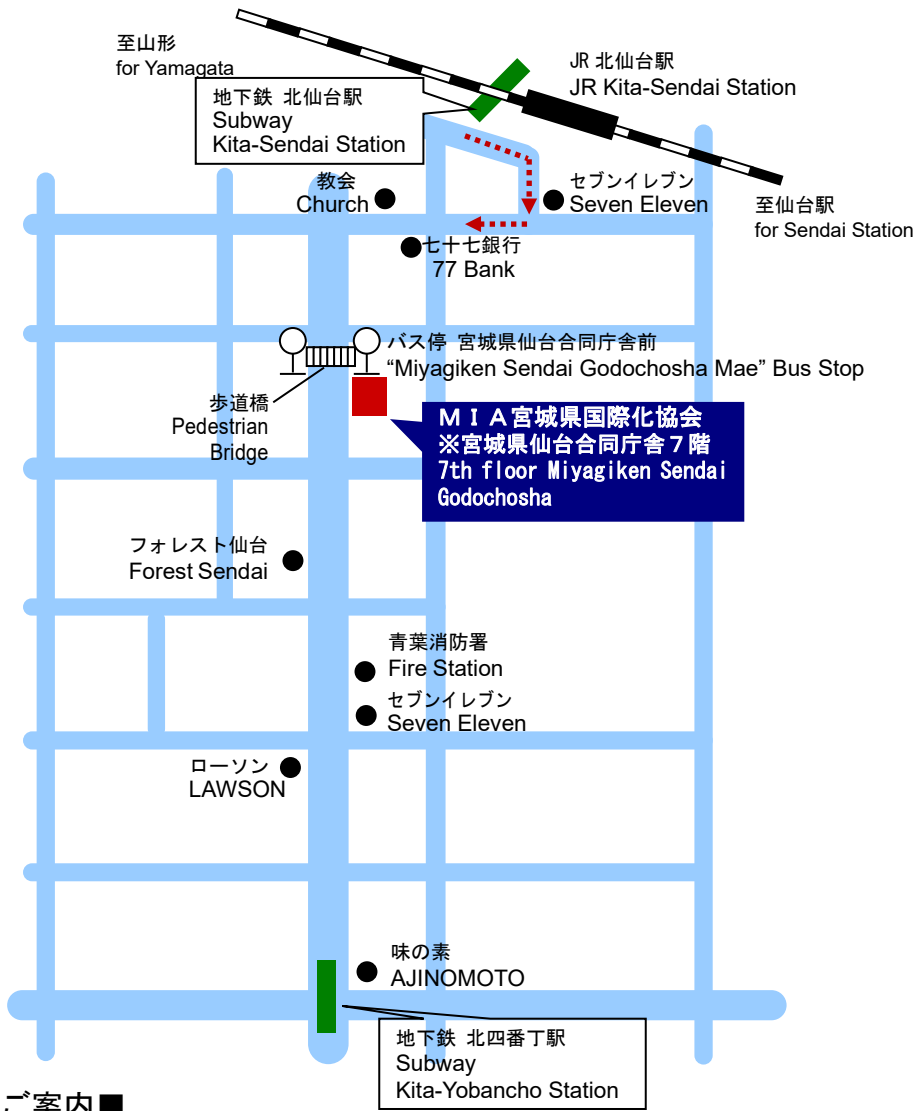 至山形
for Yamagata
JR 北仙台駅
JR Kita-Sendai Station
地下鉄 北仙台駅
Subway
Kita-Sendai Station
教会
Church
セブンイレブン
Seven Eleven
至仙台駅
for Sendai Station
七十七銀行
77 Bank
バス停 宮城県仙台合同庁舎前
“Miyagiken Sendai Godochosha Mae” Bus Stop
歩道橋
Pedestrian
Bridge
ＭＩＡ宮城県国際化協会
※宮城県仙台合同庁舎７階
7th floor Miyagiken Sendai
Godochosha
フォレスト仙台
Forest Sendai
青葉消防署
Fire Station
セブンイレブン
Seven Eleven
ローソン
LAWSON
味の素
AJINOMOTO
地下鉄 北四番丁駅
Subway
Kita-Yobancho Station
ご案内■